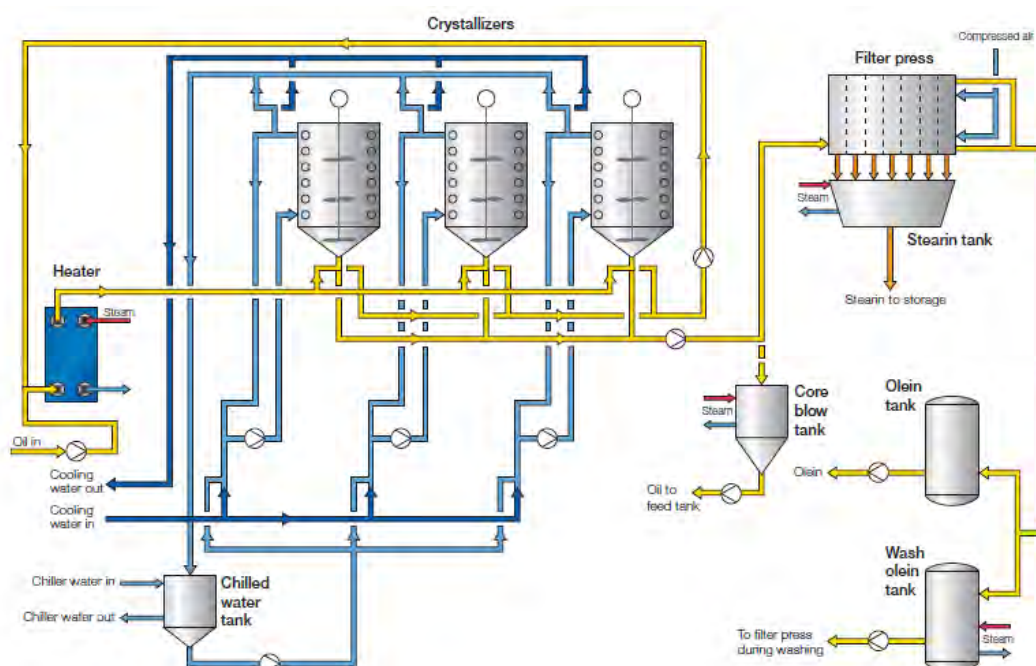 Crystallizers
Compressed air
Filter press
Steam
Stearin tank
Stearin to storage
Heater
Steam
Oil in
Cooling
water out
Cooling
water in
Steam
Core
blow
tank
Oil to
feed tank
Olein
tank
Olein
Chiller water in
Chiller water out
Chilled
water
tank
Wash
olein
tank
To filter press
during washing
Steam